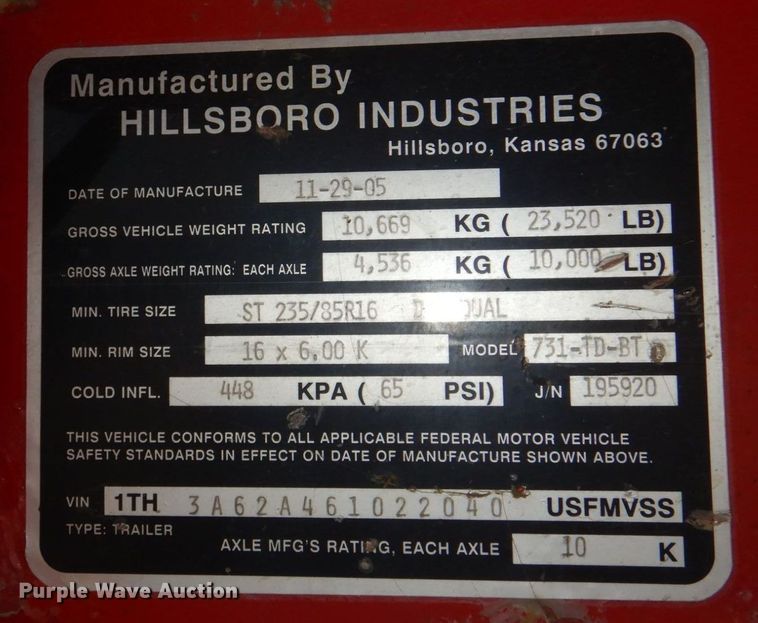 Manufactured By
HILLSBORO INDUSTRIES
Hillsboro, Kansas 67063
DATE OF MANUFACTURE 11-29-05
GROSS VEHICLE WEIGHT RATING 10,669 KG ( 23,520 LB)
GROSS AXLE WEIGHT RATING: EACH AXLE 4,536 KG ( 10,000 LB)
MIN. TIRE SIZE ST 235/85R16
MIN. RIM SIZE 16 x 6.00 K MODEL 731-TD-BT
COLD INFL. 448 KPA ( 65 PSI) J/N 195920
THIS VEHICLE CONFORMS TO ALL APPLICABLE FEDERAL MOTOR VEHICLE
SAFETY STANDARDS IN EFFECT ON DATE OF MANUFACTURE SHOWN ABOVE.
VIN 1TH 3A62A461022040 USFMVSS
TYPE: TRAILER
AXLE MFG'S RATING, EACH AXLE 10 K
Purple Wave Auction